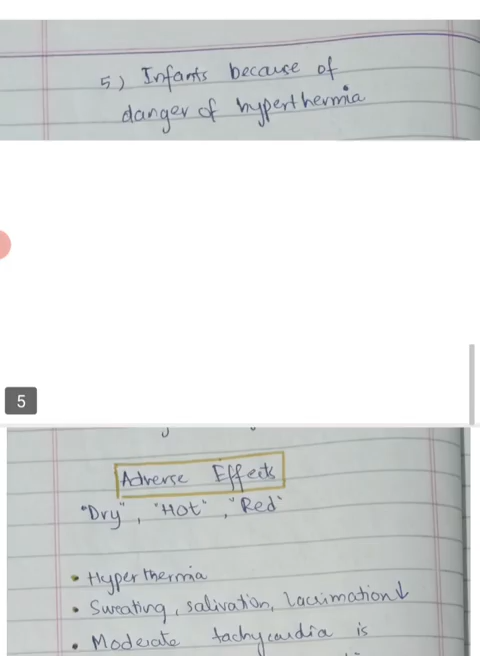 5) Infants because of
danger of hyperthermia
5
Adverse Effects
"Dry", "Hot", "Red"
• Hyperthermia
• Sweating, salivation, lacrimation↓
• Moderate tachycardia is